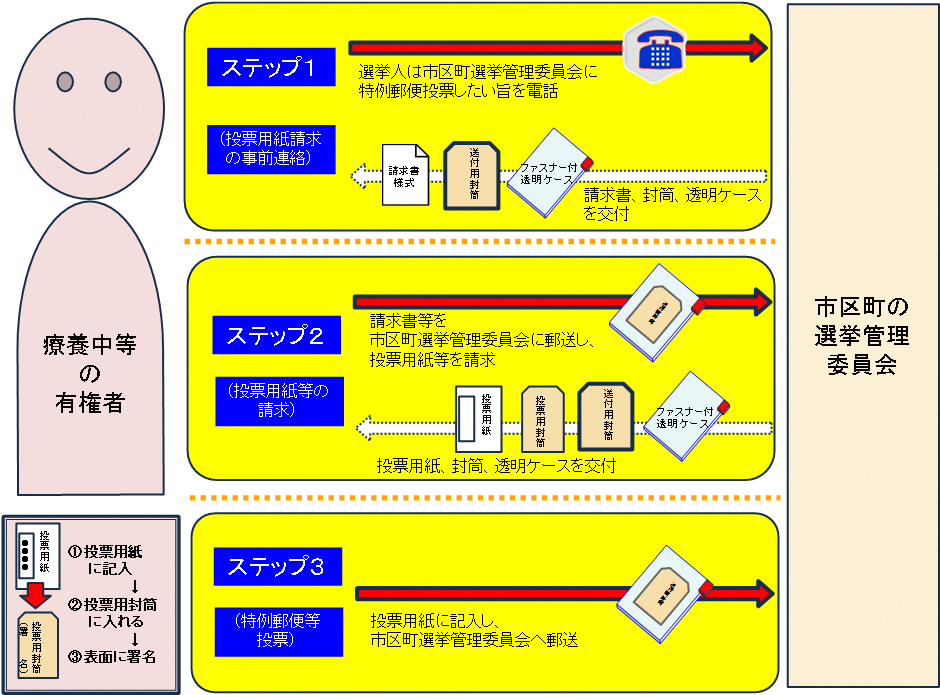 療養中等
の
有権者
ステップ１
(投票用紙請求
の事前連絡)
選挙人は市区町選挙管理委員会に
特例郵便投票したい旨を電話
請求書
様式
送付用封筒
ファスナー付
透明ケース
請求書、封筒、透明ケース
を交付
ステップ２
(投票用紙等の
請求)
請求書等を
市区町選挙管理委員会に郵送し、
投票用紙等を請求
投票用紙
投票用封筒
送付用封筒
ファスナー付
透明ケース
投票用紙、封筒、透明ケースを交付
ステップ３
(特例郵便等
投票)
投票用紙に記入し、
市区町選挙管理委員会へ郵送
市区町の
選挙管理
委員会
投票用紙
●●●●
投票用封筒
(署 名)
①投票用紙
に記入
↓
②投票用封筒
に入れる
↓
③表面に署名